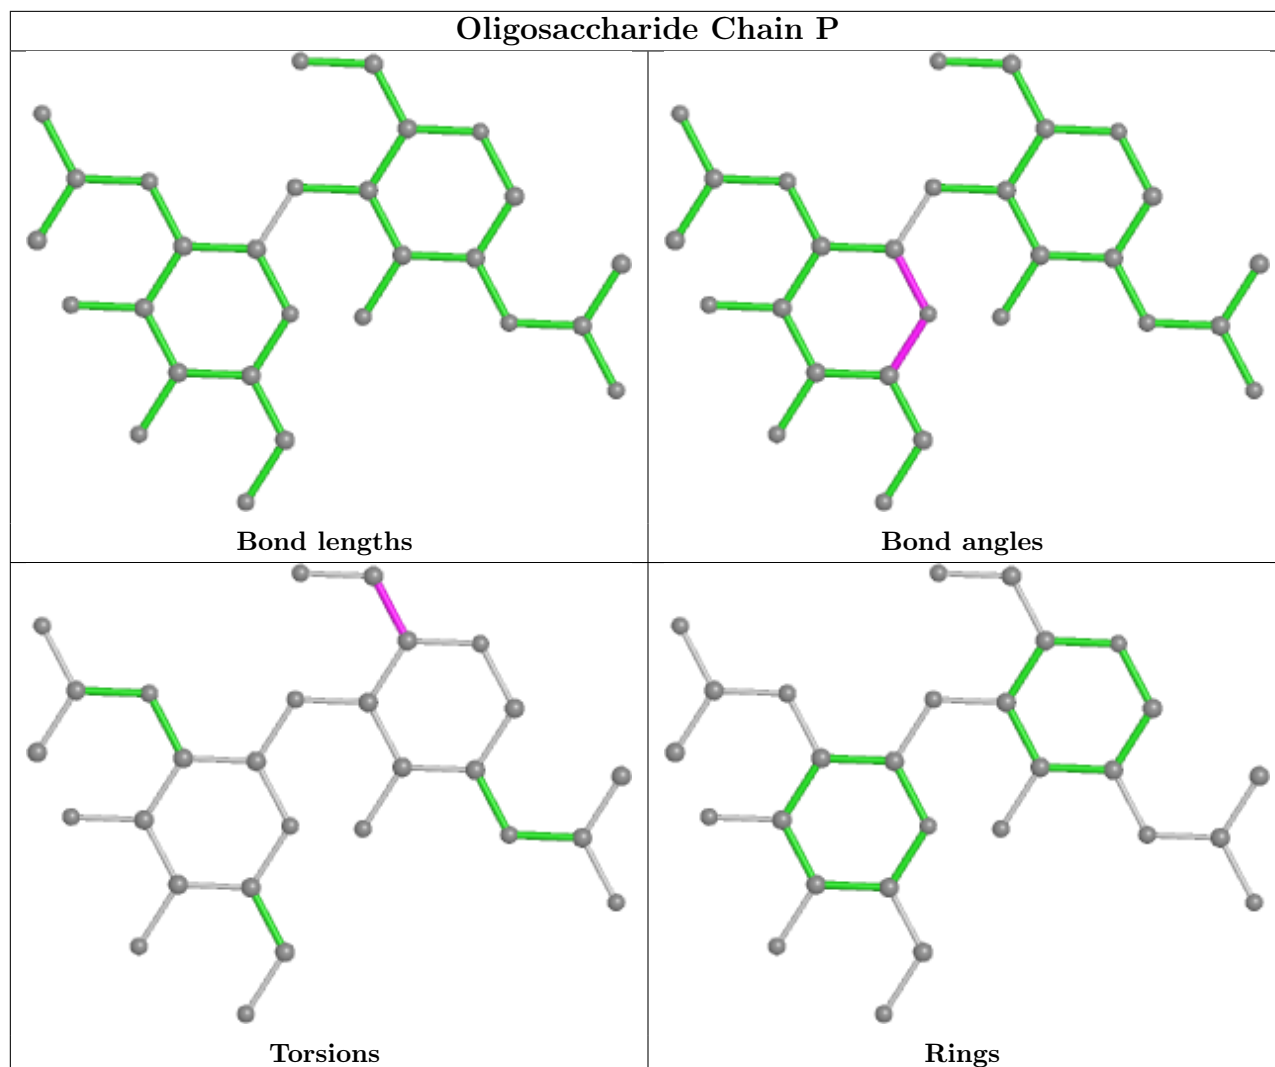 Oligosaccharide Chain P
Bond lengths
Bond angles
Torsions
Rings